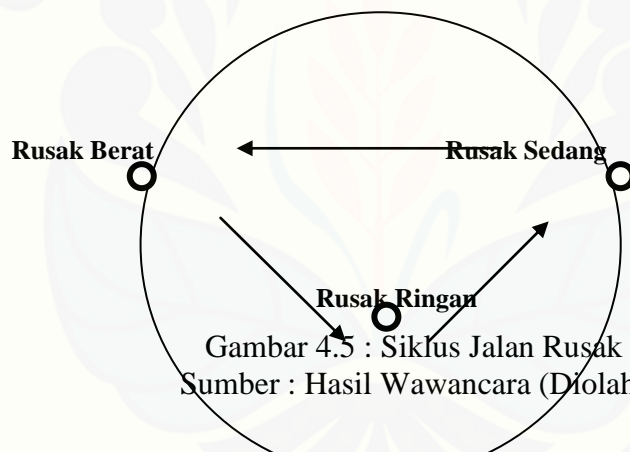 Rusak Berat
Rusak Sedang
Rusak Ringan
Gambar 4.5 : Siklus Jalan Rusak
Sumber : Hasil Wawancara (Diolah